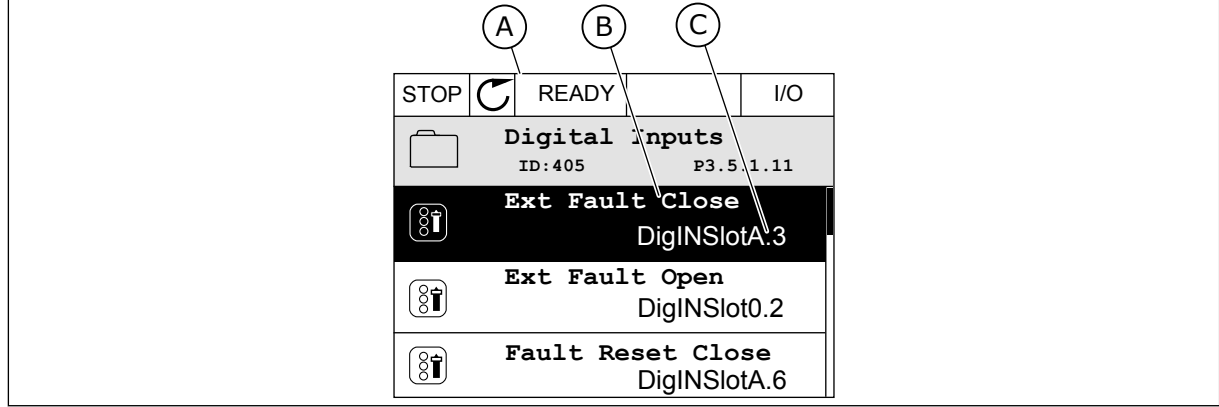 A B C
STOP READY I/O
Digital Inputs
ID:405 P3.5.1.11
Ext Fault Close
DigINSlotA.3
Ext Fault Open
DigINSlot0.2
Fault Reset Close
DigINSlotA.6